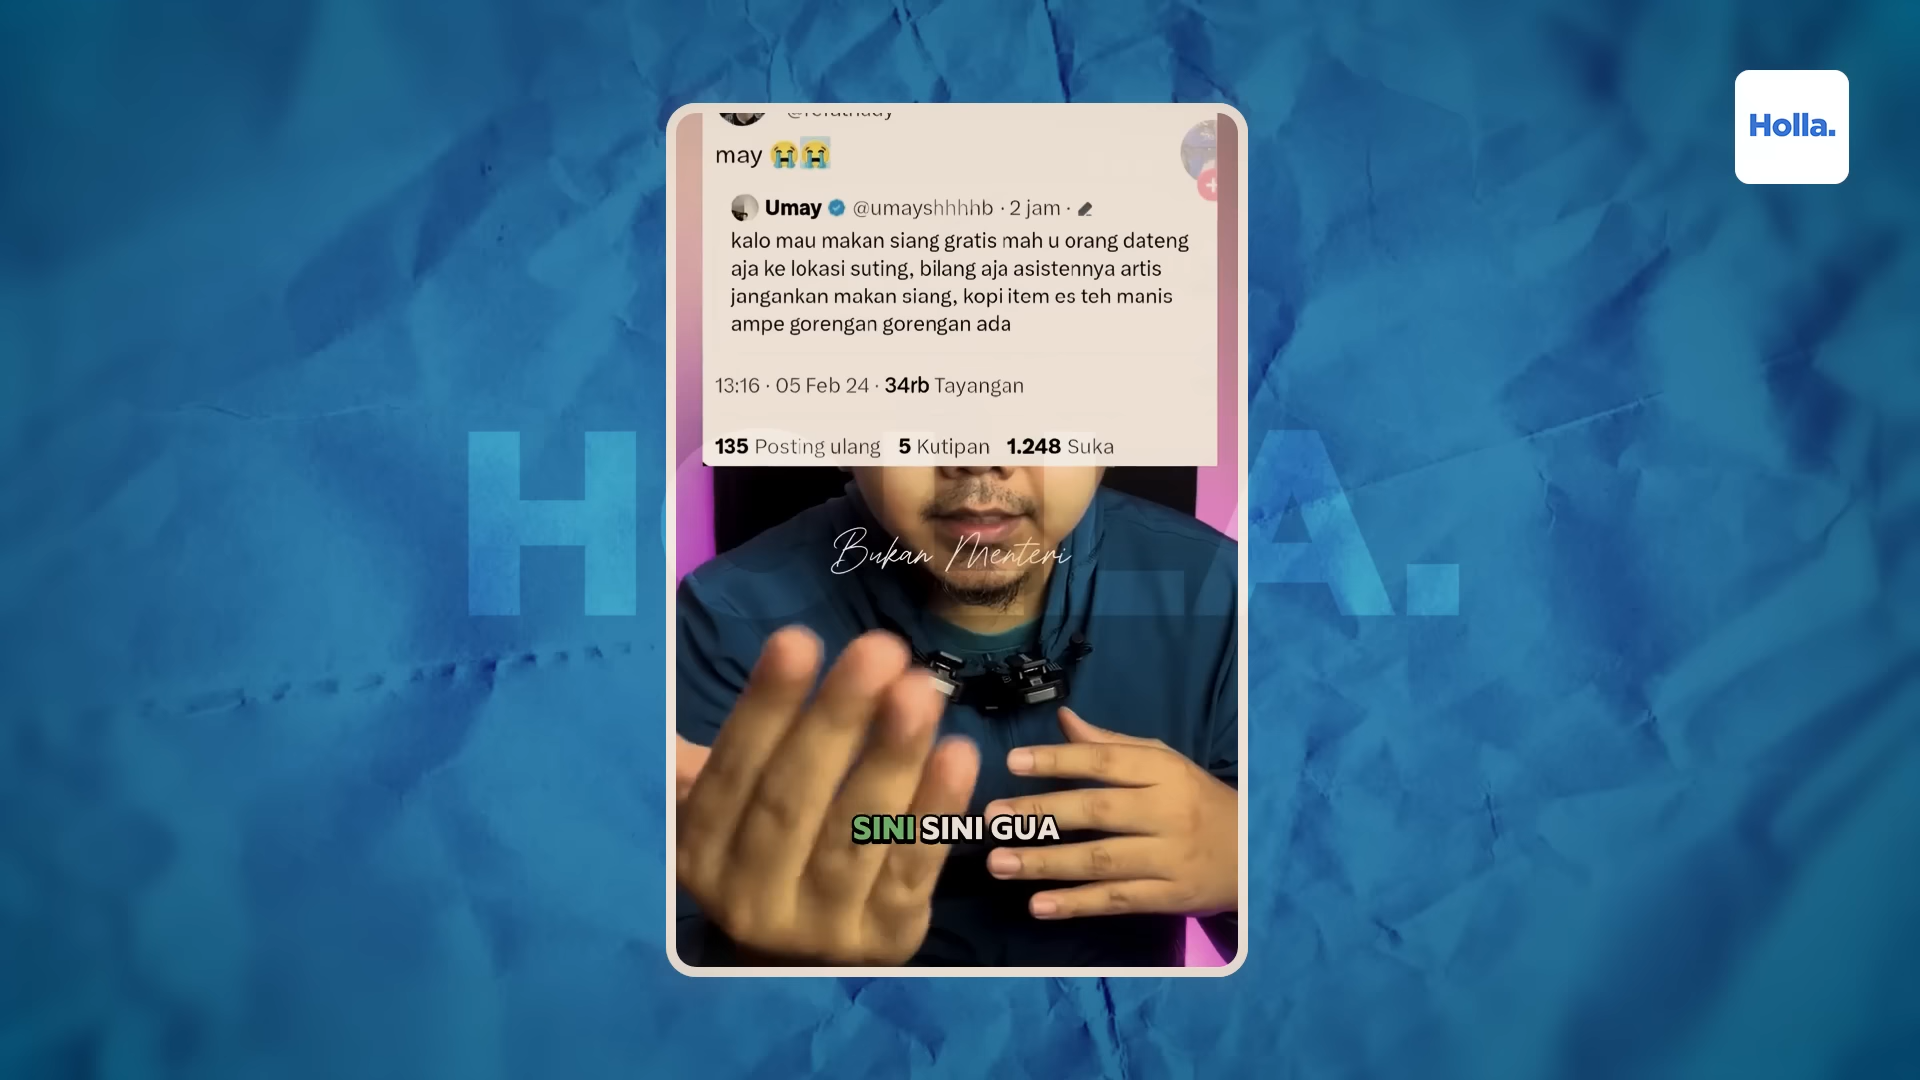 Holla.
may 😭😭
Umay @umayshhhhb · 2 jam ·
kalo mau makan siang gratis mah u orang dateng
aja ke lokasi suting, bilang aja asistennya artis
jangankan makan siang, kopi item es teh manis
ampe gorengan gorengan ada
13:16 · 05 Feb 24 · 34rb Tayangan
135 Posting ulang 5 Kutipan 1.248 Suka
Bukan Menteri
SINI SINI GUA